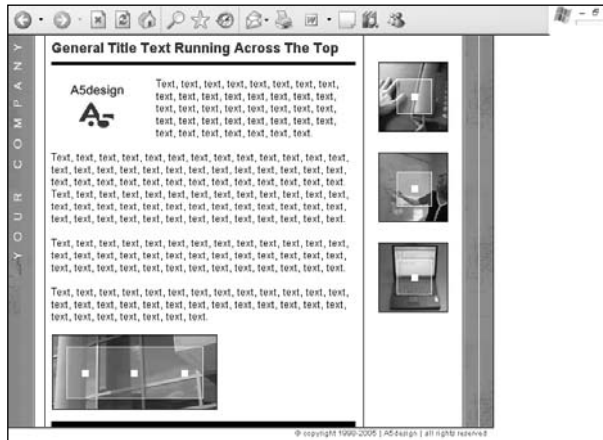 General Title Text Running Across The Top
YOUR COMPANY
A5design
A5
Text, text, text, text, text, text, text, text,
text, text, text, text, text, text, text, text,
text, text, text, text, text, text, text, text,
text, text, text, text, text, text, text, text,
text, text, text, text, text, text, text.
Text, text, text, text, text, text, text, text, text, text, text, text, text,
text, text, text, text, text, text, text, text, text, text, text, text, text,
text, text, text, text, text, text, text, text, text, text, text, text, text.
Text, text, text, text, text, text, text, text, text, text, text, text, text,
text, text, text, text, text, text, text, text, text, text, text, text, text,
text, text, text, text, text, text, text, text, text, text, text, text, text.
Text, text, text, text, text, text, text, text, text, text, text, text, text,
text, text, text, text, text, text, text, text, text, text, text, text, text,
text, text, text, text, text, text, text, text, text, text, text, text, text.
Text, text, text, text, text, text, text, text, text, text, text, text, text,
text, text, text, text, text, text, text, text, text, text, text, text, text,
text, text, text, text, text, text, text.
© copyright 1990-2005 | A5design | all rights reserved